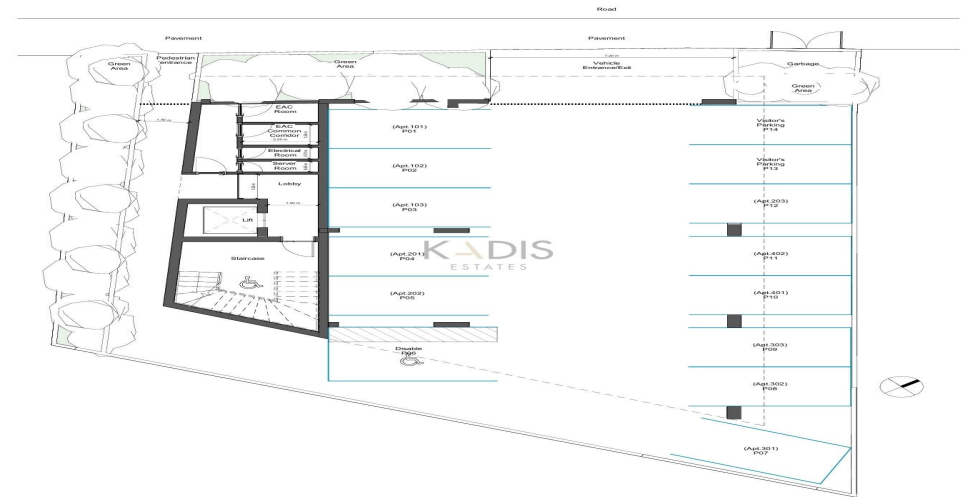 Road
Pavement
Pavement
Green
Area
Pedestrian
entrance
Green
Area
Vehicle
Entrance/Exit
Garbage
Green
Area
EAC
Room
EAC
Common
Corridor
Electrical
Room
Server
Room
Lobby
Lift
Staircase
(Apt.101)
P01
(Apt.102)
P02
(Apt.103)
P03
(Apt.201)
P04
(Apt.202)
P05
Disable
P06
Visitor's
Parking
P14
Visitor's
Parking
P13
(Apt.203)
P12
(Apt.402)
P11
(Apt.401)
P10
(Apt.303)
P09
(Apt.302)
P08
(Apt.301)
P07
KADIS
ESTATES